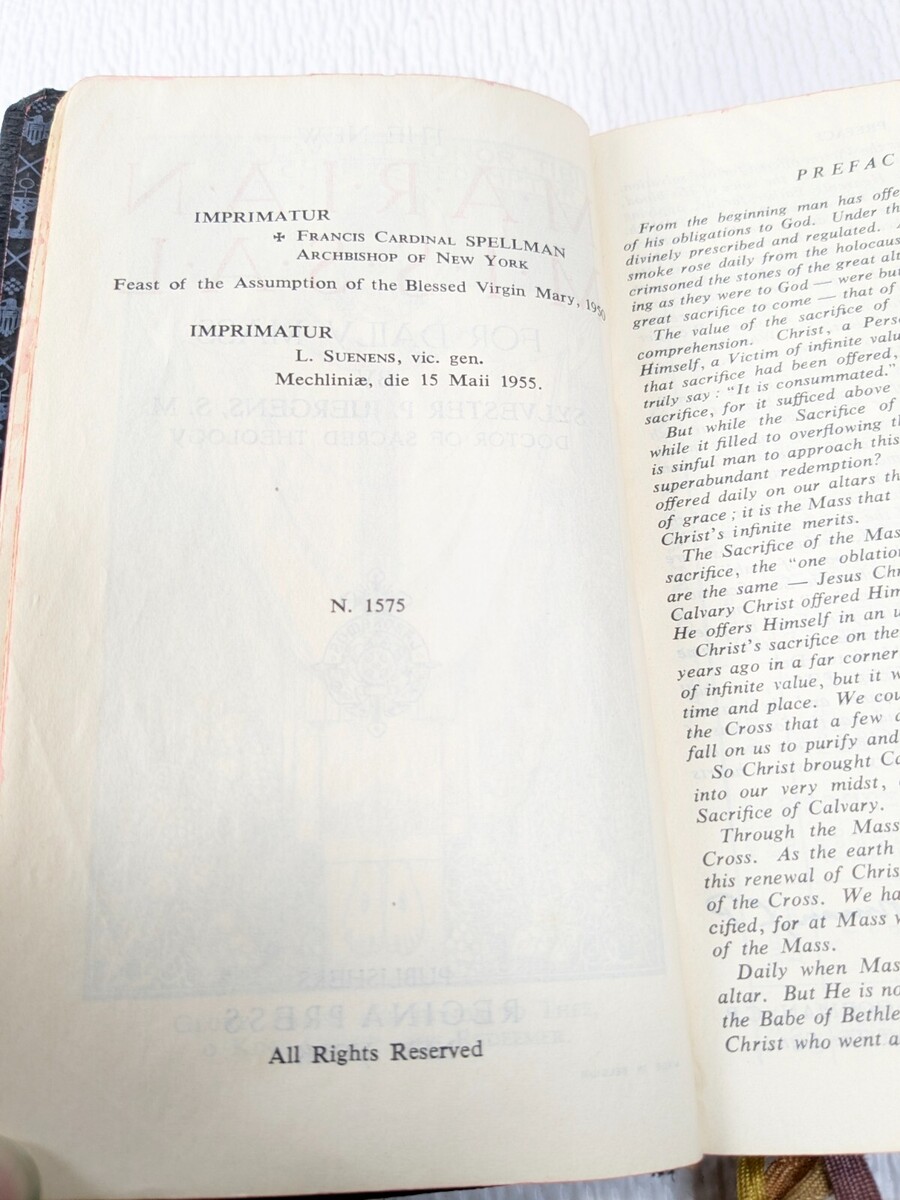 IMPRIMATUR
✠ FRANCIS CARDINAL SPELLMAN
ARCHBISHOP OF NEW YORK
Feast of the Assumption of the Blessed Virgin Mary, 1950
IMPRIMATUR
L. SUENENS, vic. gen.
Mechliniæ, die 15 Maii 1955.
N. 1575
All Rights Reserved
PREFAC
From the beginning man has offe
of his obligations to God. Under th
divinely prescribed and regulated.
smoke rose daily from the holocaus
crimsoned the stones of the great alt
ing as they were to God — were but
great sacrifice to come — that of
The value of the sacrifice of
comprehension. Christ, a Pers
Himself, a Victim of infinite valu
that sacrifice had been offered,
truly say : "It is consummated."
sacrifice, for it sufficed above
But while the Sacrifice of
while it filled to overflowing th
is sinful man to approach this
superabundant redemption?
offered daily on our altars th
of grace ; it is the Mass that
Christ's infinite merits.
The Sacrifice of the Mas
sacrifice, the "one oblatio
are the same — Jesus Chr
Calvary Christ offered Him
He offers Himself in an u
Christ's sacrifice on the
years ago in a far corner
of infinite value, but it w
time and place. We cou
the Cross that a few d
fall on us to purify and
So Christ brought Ca
into our very midst,
Sacrifice of Calvary.
Through the Mass
Cross. As the earth
this renewal of Chris
of the Cross. We ha
cified, for at Mass w
of the Mass.
Daily when Mas
altar. But He is no
the Babe of Bethle
Christ who went a